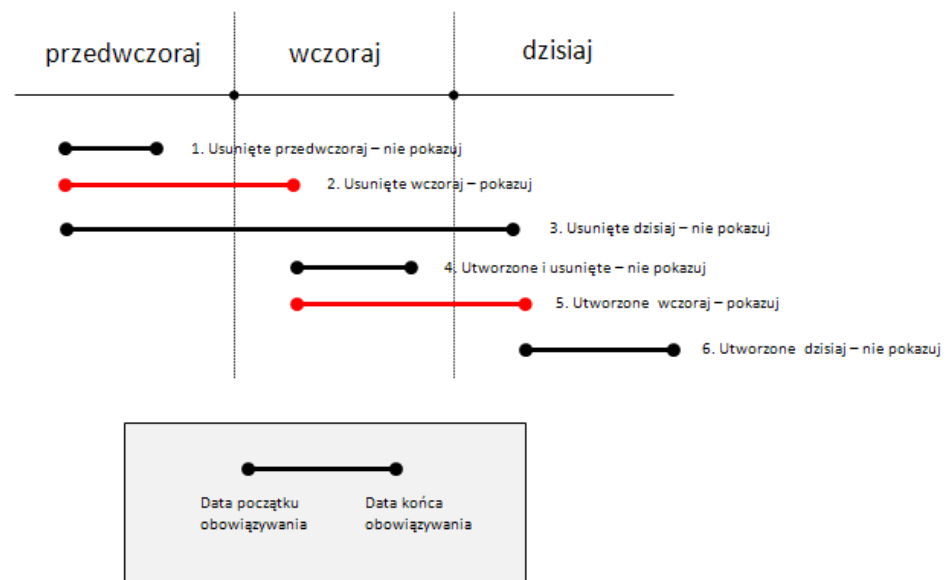 przedwczoraj
wczoraj
dzisiaj
1. Usunięte przedwczoraj – nie pokazuj
2. Usunięte wczoraj – pokazuj
3. Usunięte dzisiaj – nie pokazuj
4. Utworzone i usunięte – nie pokazuj
5. Utworzone wczoraj – pokazuj
6. Utworzone dzisiaj – nie pokazuj
Data początku
obowiązywania
Data końca
obowiązywania